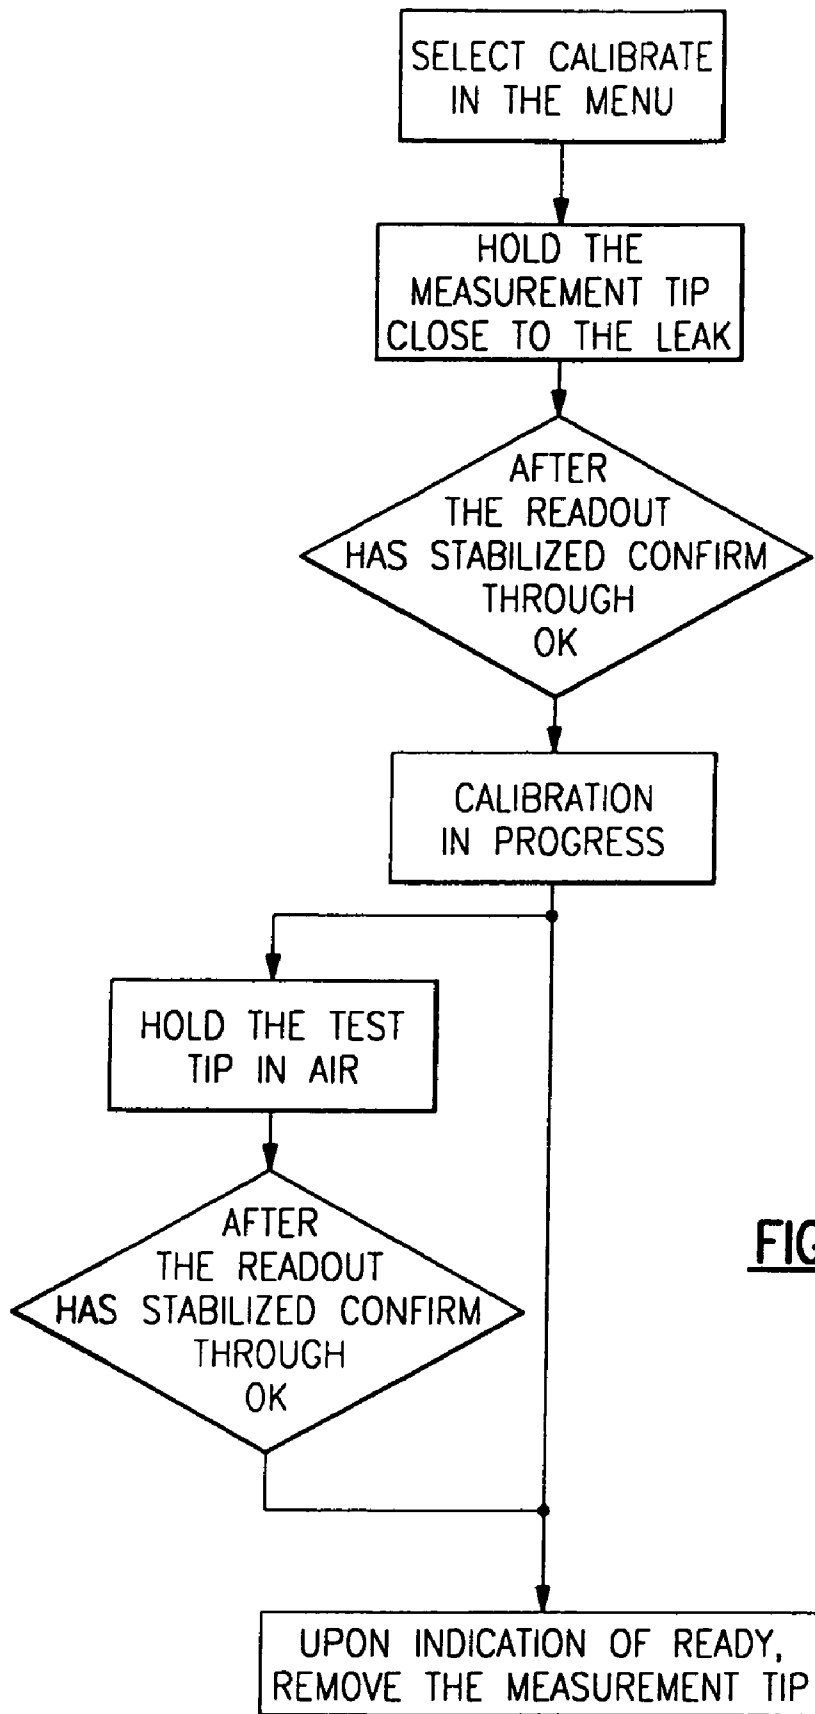 SELECT CALIBRATE
IN THE MENU
HOLD THE
MEASUREMENT TIP
CLOSE TO THE LEAK
AFTER
THE READOUT
HAS STABILIZED CONFIRM
THROUGH
OK
CALIBRATION
IN PROGRESS
HOLD THE TEST
TIP IN AIR
AFTER
THE READOUT
HAS STABILIZED CONFIRM
THROUGH
OK
FIG
UPON INDICATION OF READY,
REMOVE THE MEASUREMENT TIP